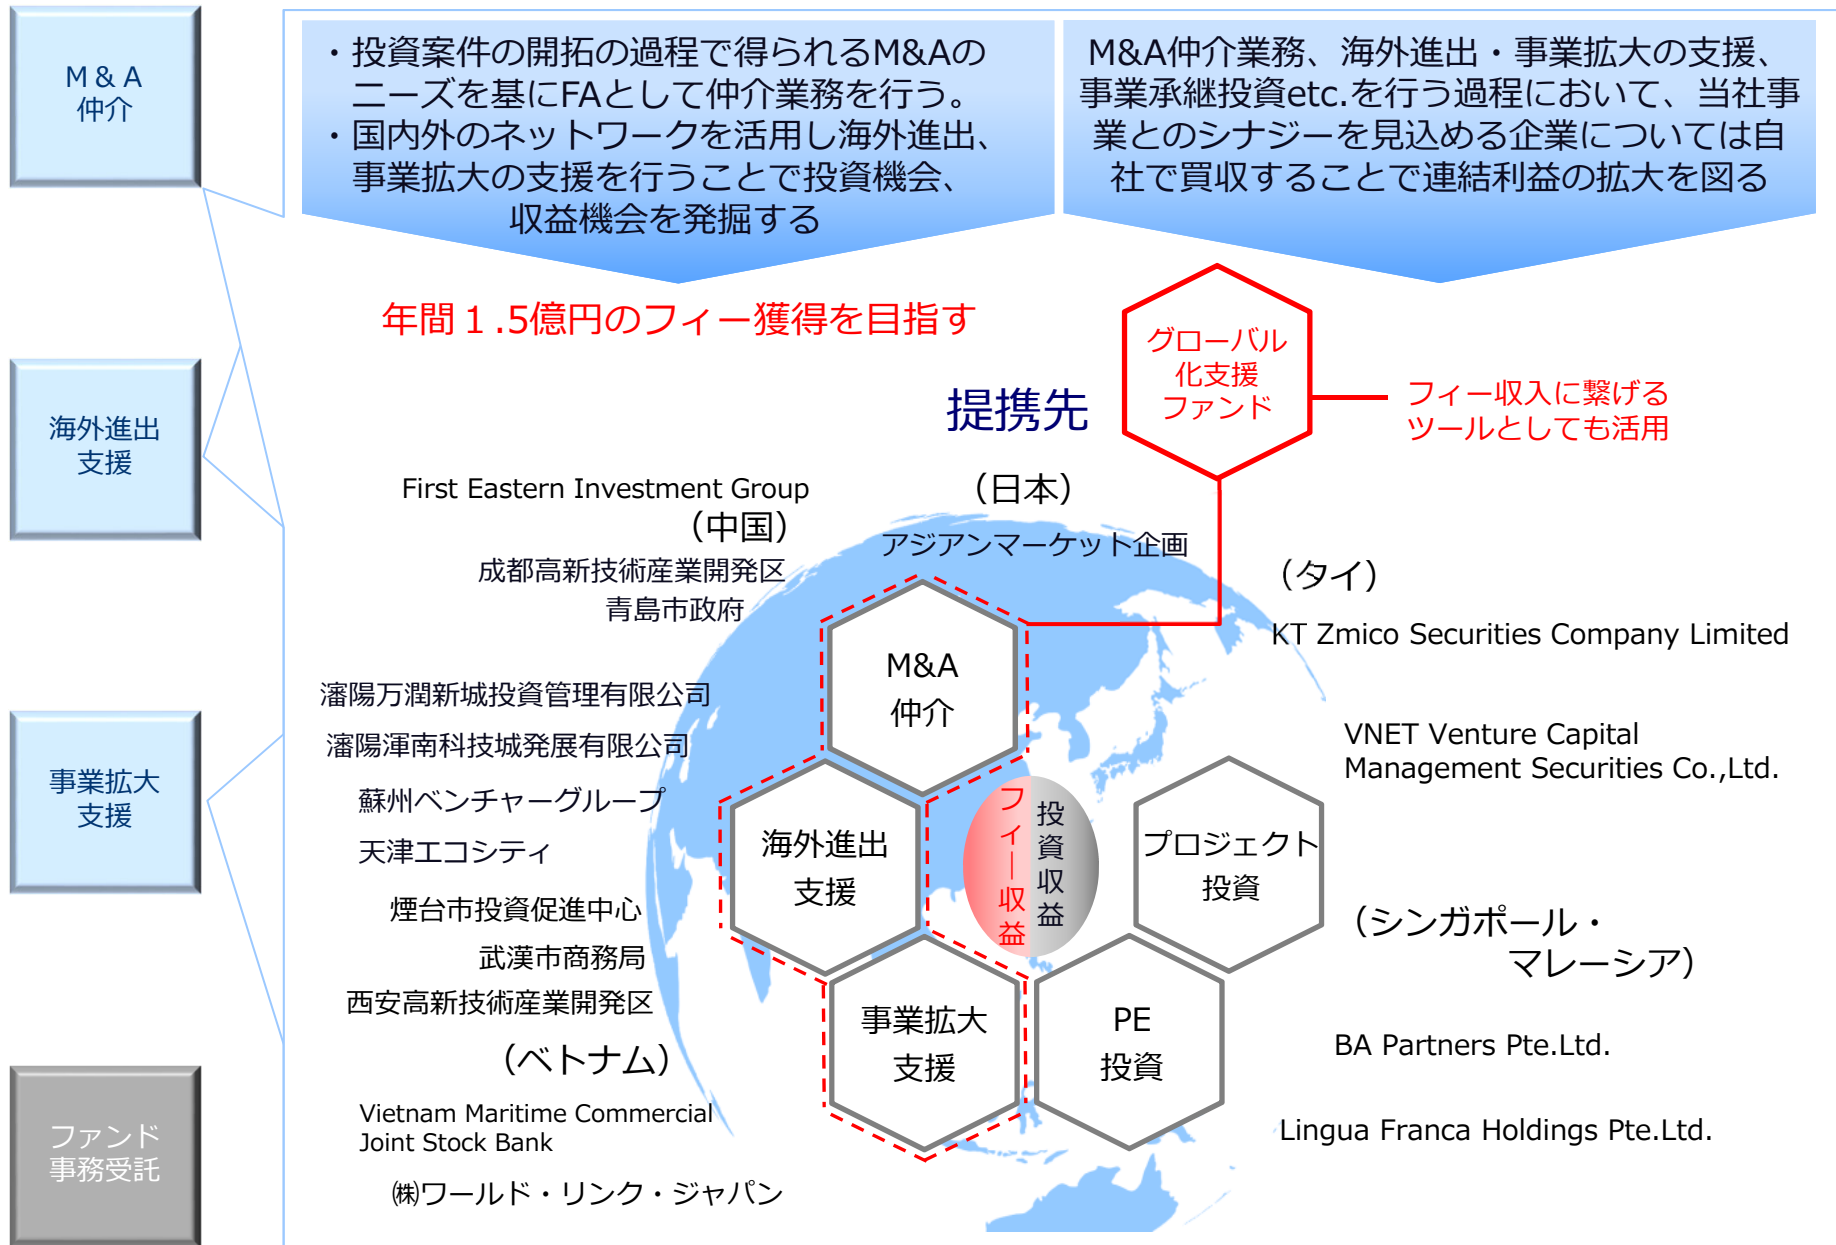 M&A
仲介
海外進出
支援
事業拡大
支援
ファンド
事務受託
・投資案件の開拓の過程で得られるM&Aの
ニーズを基にFAとして仲介業務を行う。
・国内外のネットワークを活用し海外進出、
事業拡大の支援を行うことで投資機会、
収益機会を発掘する
M&A仲介業務、海外進出・事業拡大の支援、
事業承継投資etc.を行う過程において、当社事
業とのシナジーを見込める企業については自
社で買収することで連結利益の拡大を図る
年間１.5億円のフィー獲得を目指す
グローバル
化支援
ファンド
フィー収入に繋げる
ツールとしても活用
提携先
First Eastern Investment Group
（中国）
成都高新技術産業開発区
青島市政府
瀋陽万潤新城投資管理有限公司
瀋陽渾南科技城発展有限公司
蘇州ベンチャーグループ
天津エコシティ
煙台市投資促進中心
武漢市商務局
西安高新技術産業開発区
（ベトナム）
Vietnam Maritime Commercial
Joint Stock Bank
㈱ワールド・リンク・ジャパン
（日本）
アジアンマーケット企画
（タイ）
KT Zmico Securities Company Limited
VNET Venture Capital
Management Securities Co.,Ltd.
（シンガポール・
マレーシア）
BA Partners Pte.Ltd.
Lingua Franca Holdings Pte.Ltd.
M&A
仲介
海外進出
支援
事業拡大
支援
フィー収益
投資収益
プロジェクト
投資
PE
投資